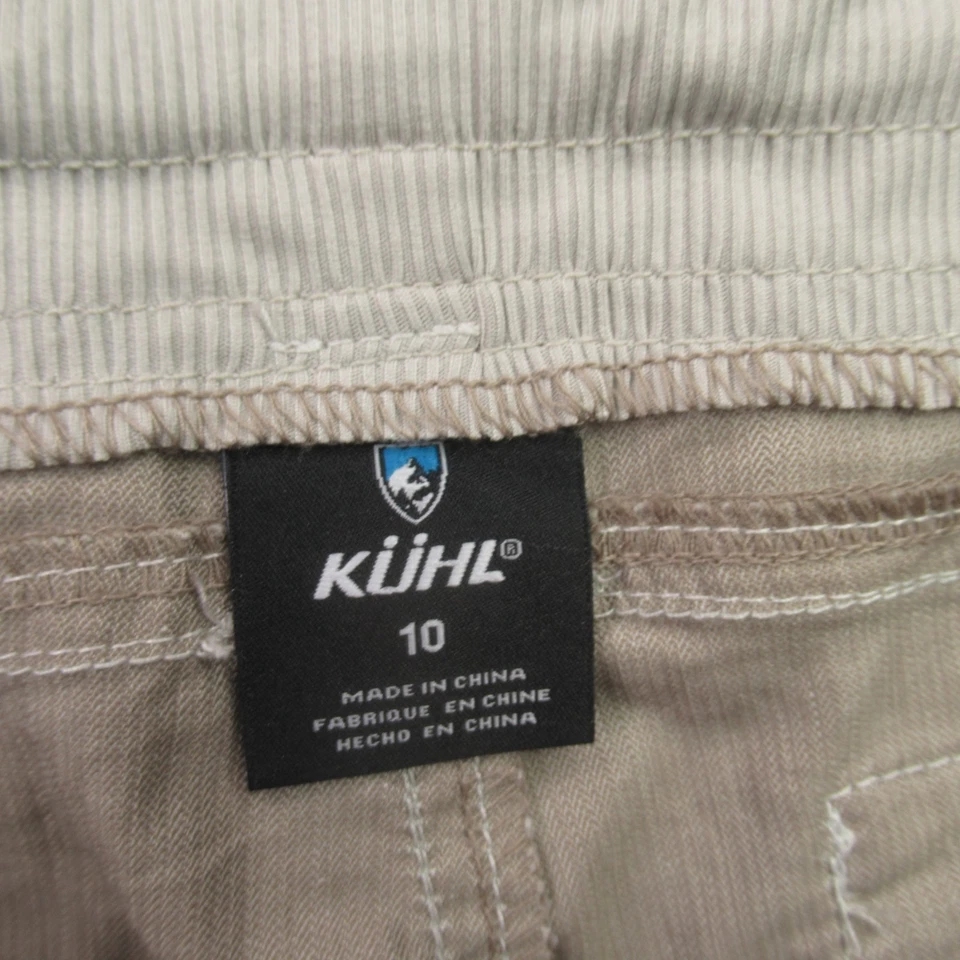 KÜHL®
10
MADE IN CHINA
FABRIQUE EN CHINE
HECHO EN CHINA